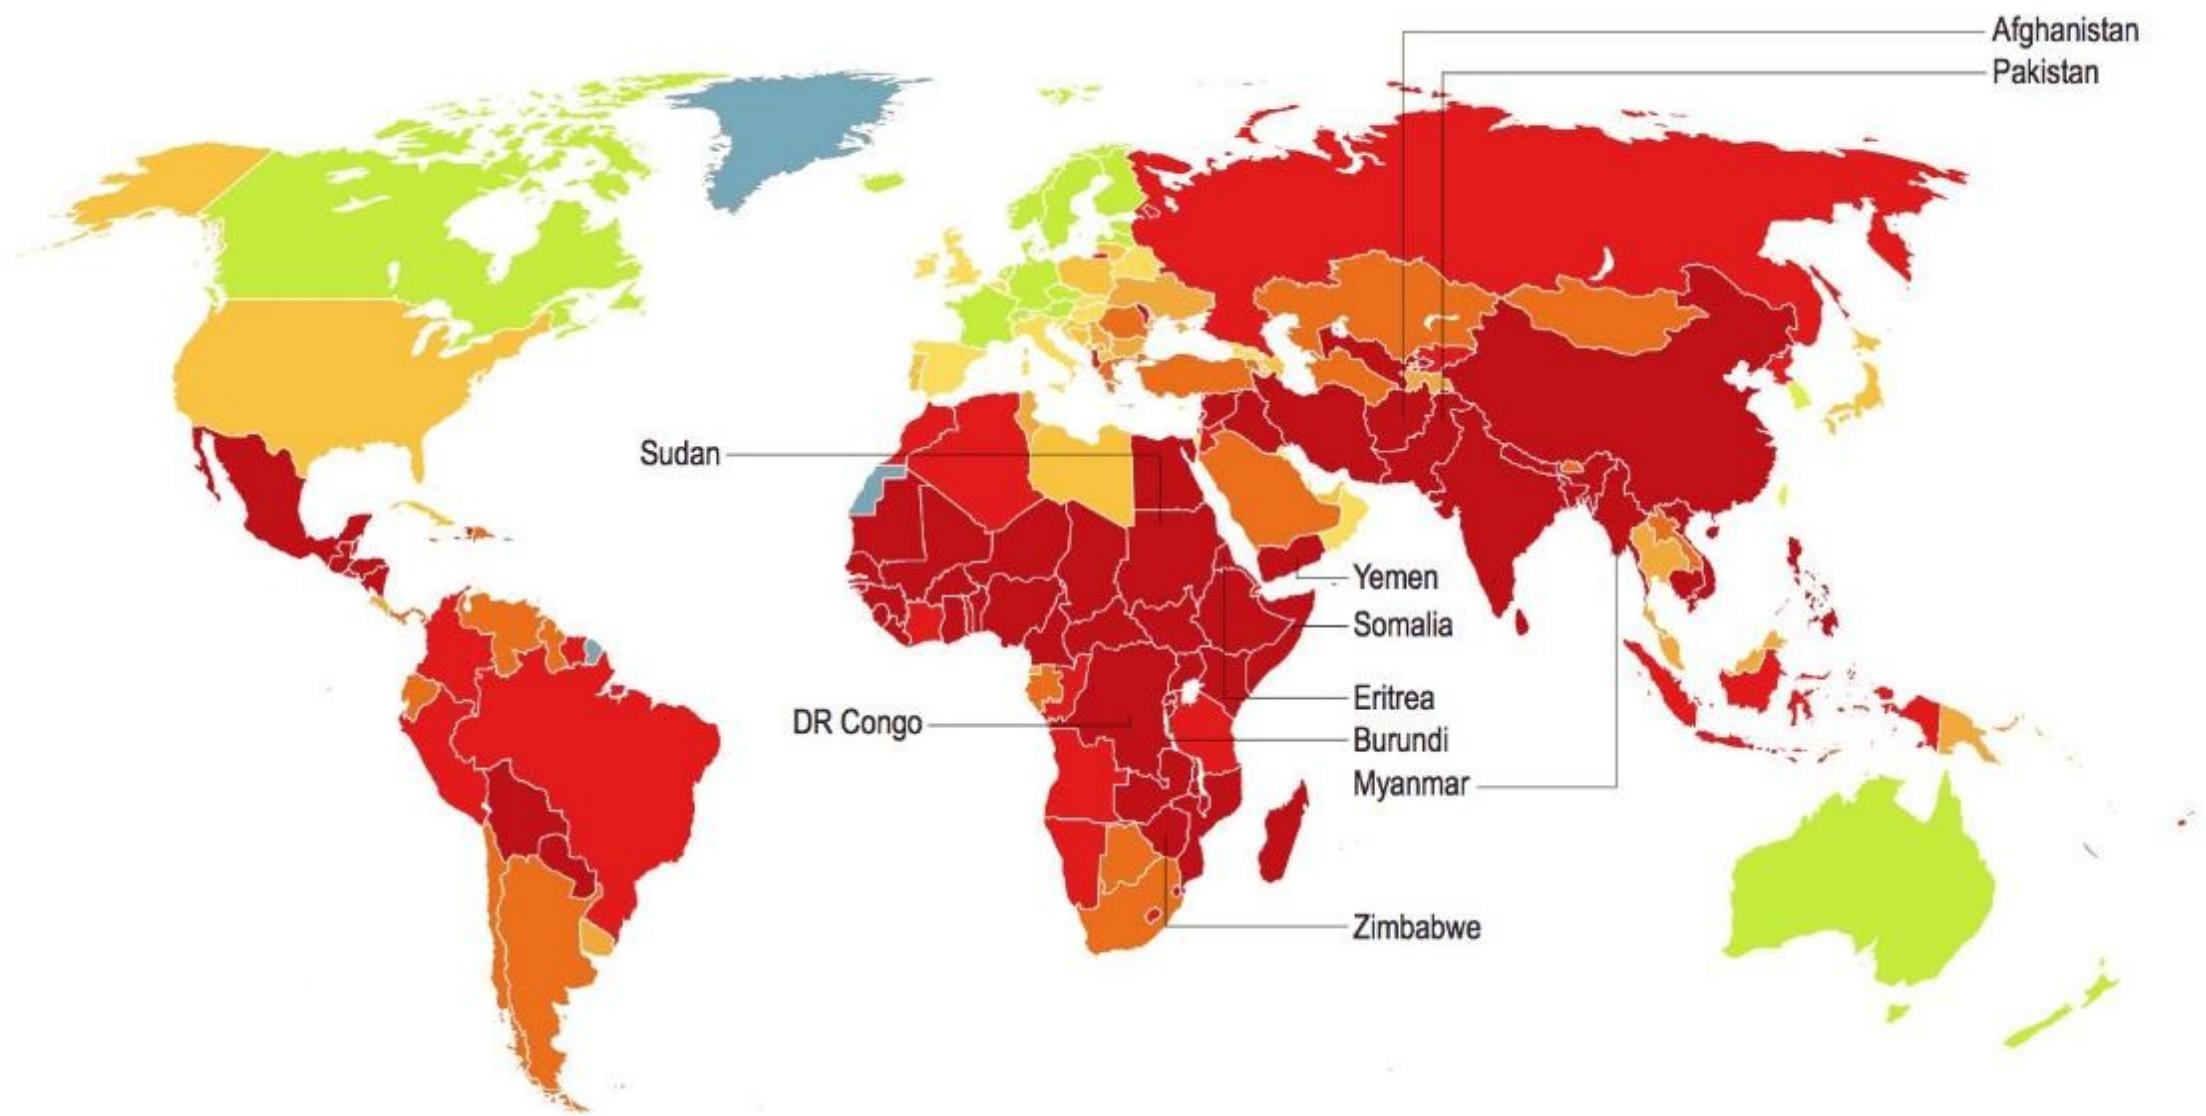 Afghanistan
Pakistan
Sudan
Yemen
Somalia
Eritrea
DR Congo
Burundi
Myanmar
Zimbabwe